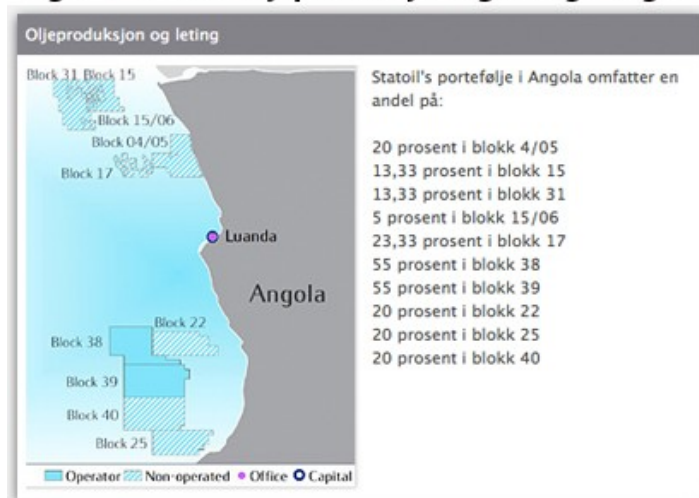 Oljeproduksjon og leting
Block 31 Block 15
Block 15/06
Block 04/05
Block 17
Luanda
Angola
Block 22
Block 38
Block 39
Block 40
Block 25
Operator Non-operated Office Capital
Statoil's portefølje i Angola omfatter en
andel på:
20 prosent i blokk 4/05
13,33 prosent i blokk 15
13,33 prosent i blokk 31
5 prosent i blokk 15/06
23,33 prosent i blokk 17
55 prosent i blokk 38
55 prosent i blokk 39
20 prosent i blokk 22
20 prosent i blokk 25
20 prosent i blokk 40